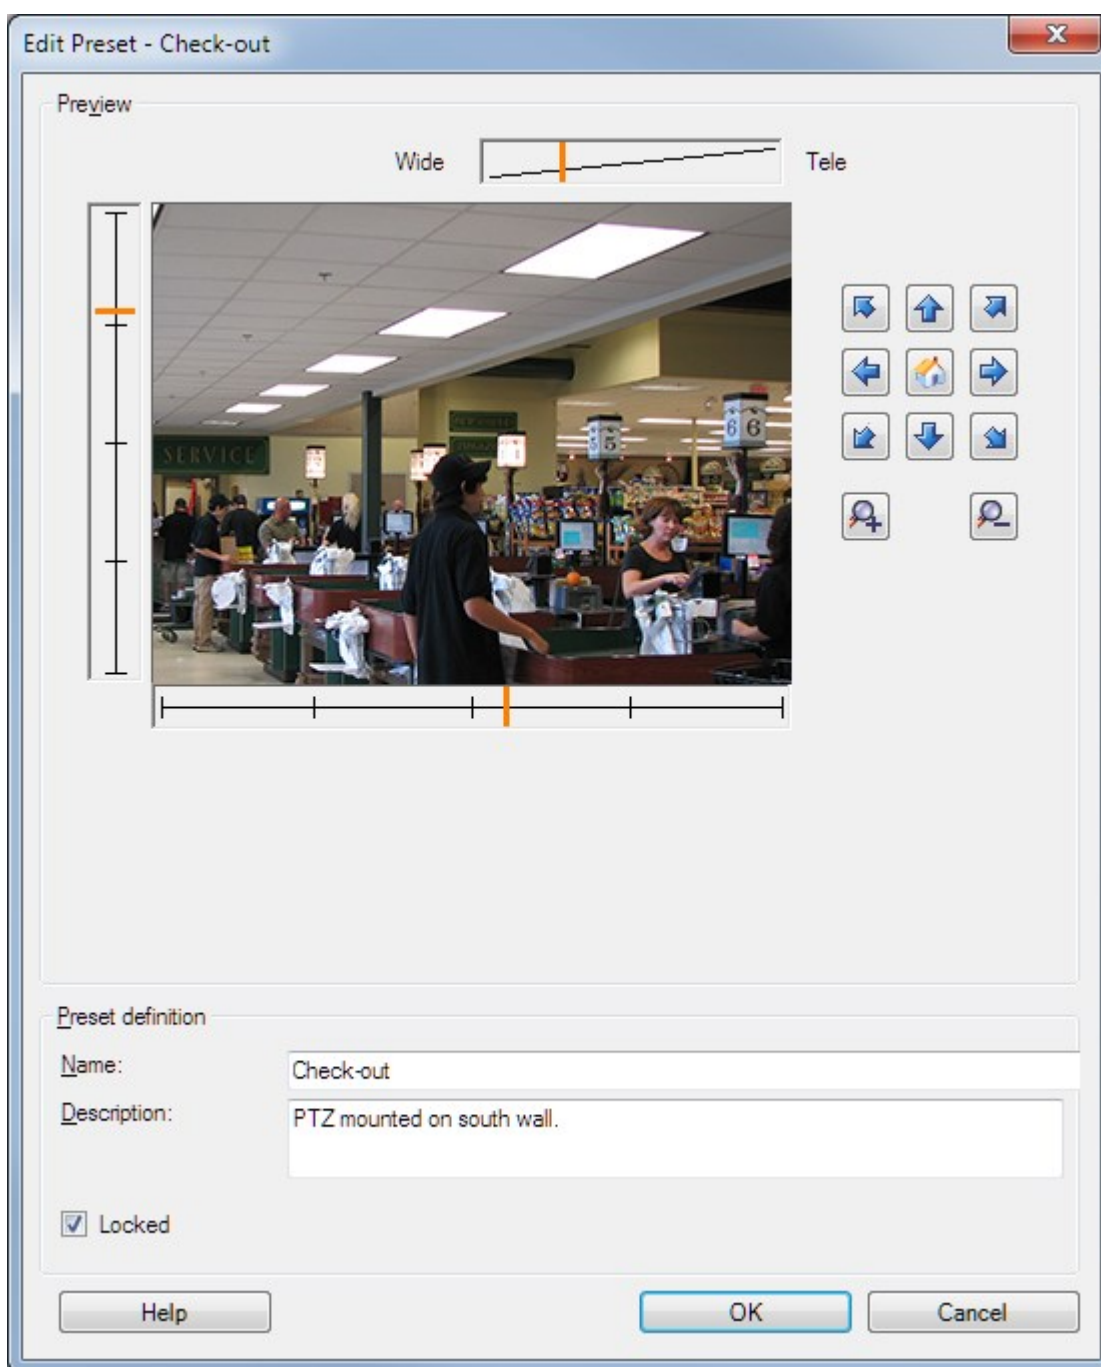 Edit Preset - Check-out
Preview
Wide
Tele
SERVICE
5 5
6 6
Preset definition
Name:
Check-out
Description:
PTZ mounted on south wall.
Locked
Help
OK
Cancel